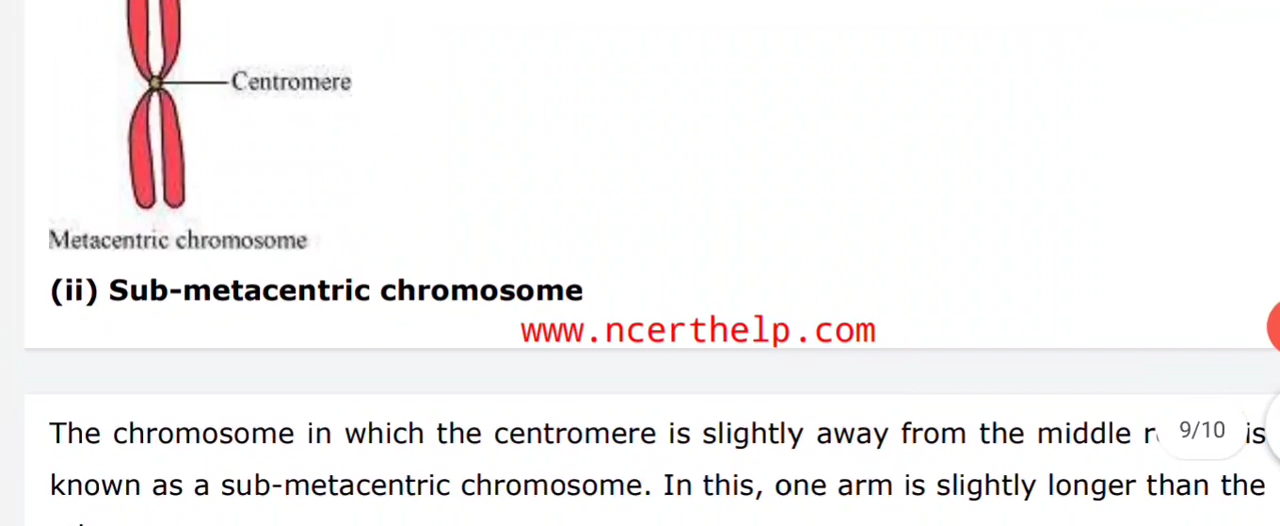 Centromere
Metacentric chromosome
(ii) Sub-metacentric chromosome
www.ncerthelp.com
The chromosome in which the centromere is slightly away from the middle 9/10 is
known as a sub-metacentric chromosome. In this, one arm is slightly longer than the